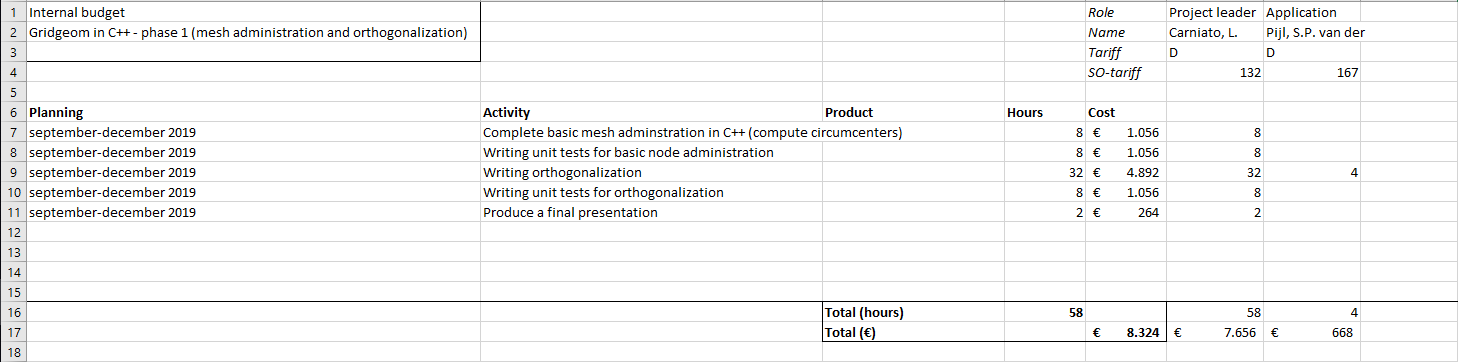 1 Internal budget Role Project leader Application
2 Gridgeom in C++ - phase 1 (mesh administration and orthogonalization) Name Carniato, L. Pijl, S.P. van der
3 Tariff D D
4 SO-tariff 132 167
5
6 Planning Activity Product Hours Cost
7 september-december 2019 Complete basic mesh adminstration in C++ (compute circumcenters) 8 € 1.056 8
8 september-december 2019 Writing unit tests for basic node administration 8 € 1.056 8
9 september-december 2019 Writing orthogonalization 32 € 4.892 32 4
10 september-december 2019 Writing unit tests for orthogonalization 8 € 1.056 8
11 september-december 2019 Produce a final presentation 2 € 264 2
12
13
14
15
16 Total (hours) 58 58 4
17 Total (€) € 8.324 € 7.656 € 668
18